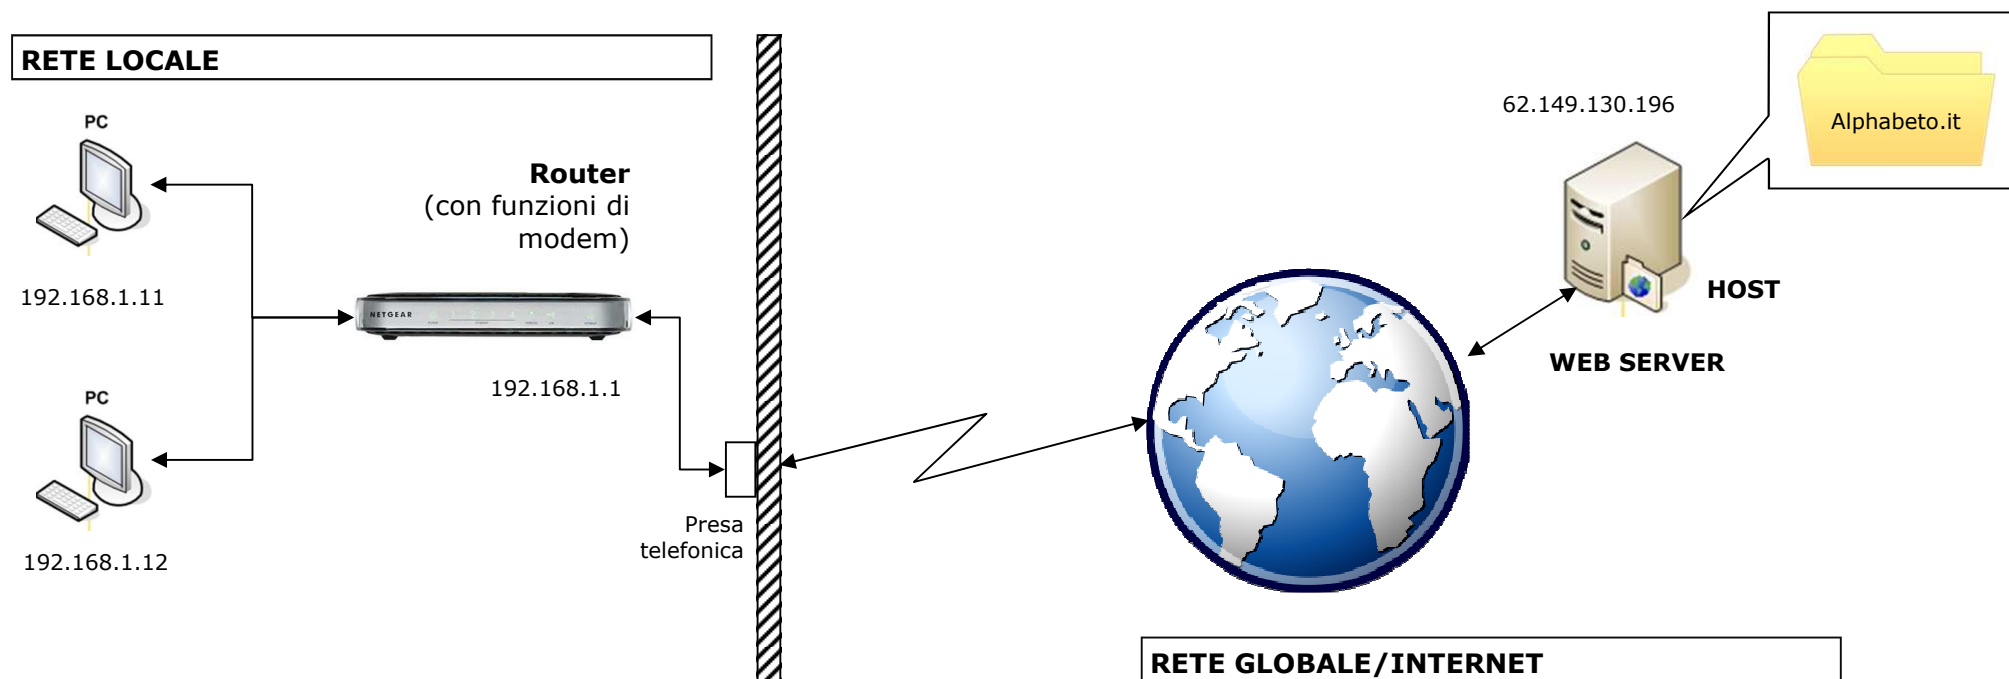 RETE LOCALE
PC
192.168.1.11
Router
(con funzioni di
modem)
NETGEAR
192.168.1.1
PC
192.168.1.12
Presa
telefonica
62.149.130.196
Alphabeto.it
HOST
WEB SERVER
RETE GLOBALE/INTERNET